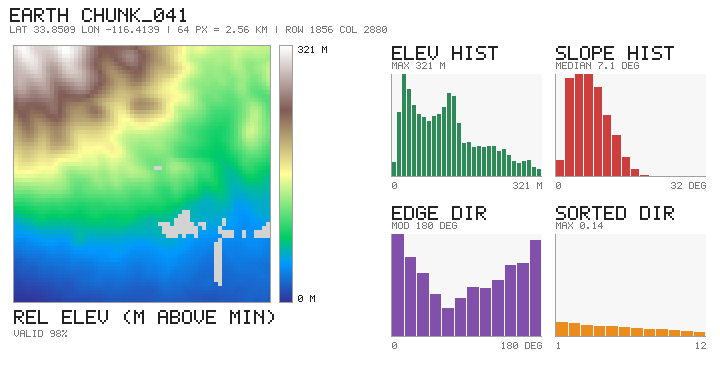 EARTH CHUNK_041
LAT 33.8509 LON -116.4139 | 64 PX = 2.56 KM | ROW 1856 COL 2880
321 M
0 M
REL ELEV (M ABOVE MIN)
VALID 98%
ELEV HIST
MAX 321 M
0 321 M
SLOPE HIST
MEDIAN 7.1 DEG
0 32 DEG
EDGE DIR
MOD 180 DEG
0 180 DEG
SORTED DIR
MAX 0.14
1 12